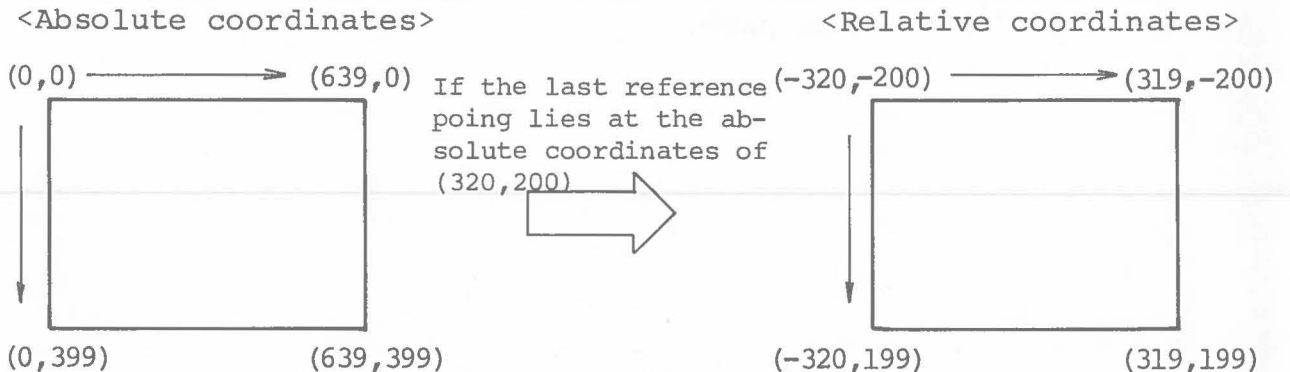 <Absolute coordinates>
(0,0) (639,0)
(0,399) (639,399)
If the last reference
poing lies at the ab-
solute coordinates of
(320,200)
<Relative coordinates>
(-320,-200) (319,-200)
(-320,199) (319,199)